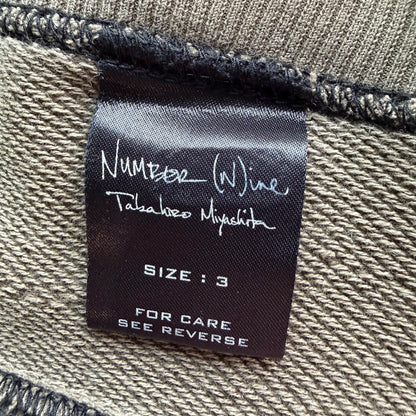 NUMBER (N)ine
Takahiro Miyashita
SIZE : 3
FOR CARE
SEE REVERSE